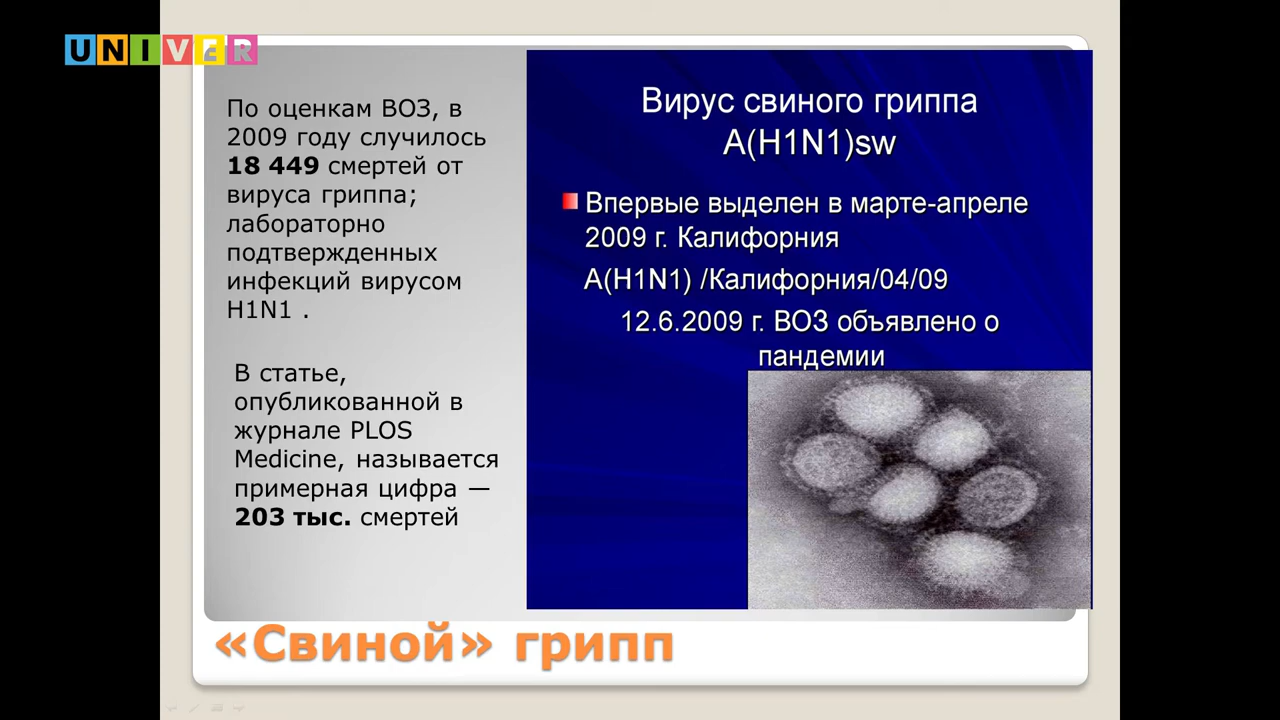 UNIVER
По оценкам ВОЗ, в
2009 году случилось
18 449 смертей от
вируса гриппа;
лабораторно
подтвержденных
инфекций вирусом
H1N1 .
В статье,
опубликованной в
журнале PLOS
Medicine, называется
примерная цифра —
203 тыс. смертей
Вирус свиного гриппа
A(H1N1)sw
Впервые выделен в марте-апреле
2009 г. Калифорния
A(H1N1) /Калифорния/04/09
12.6.2009 г. ВОЗ объявлено о
пандемии
«Свиной» грипп